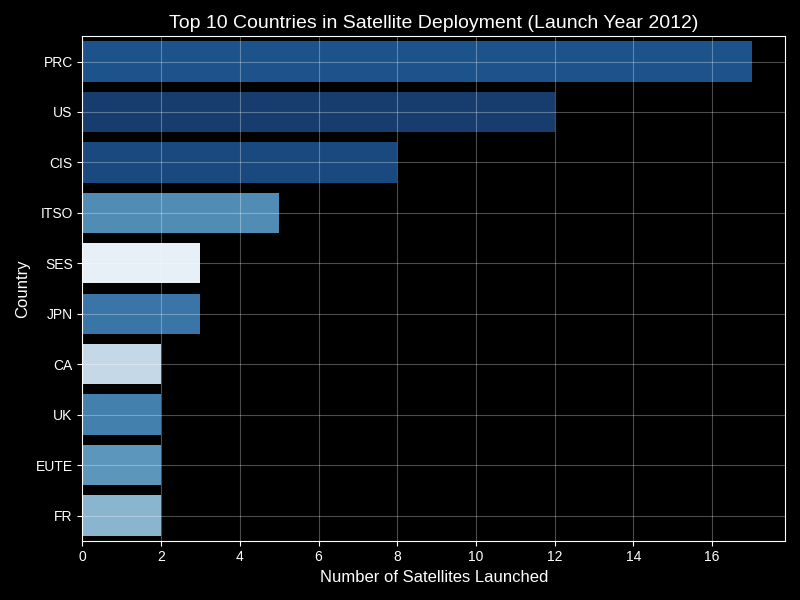 Top 10 Countries in Satellite Deployment (Launch Year 2012)
PRC
US
CIS
ITSO
SES
JPN
CA
UK
EUTE
FR
Country
0 2 4 6 8 10 12 14 16
Number of Satellites Launched